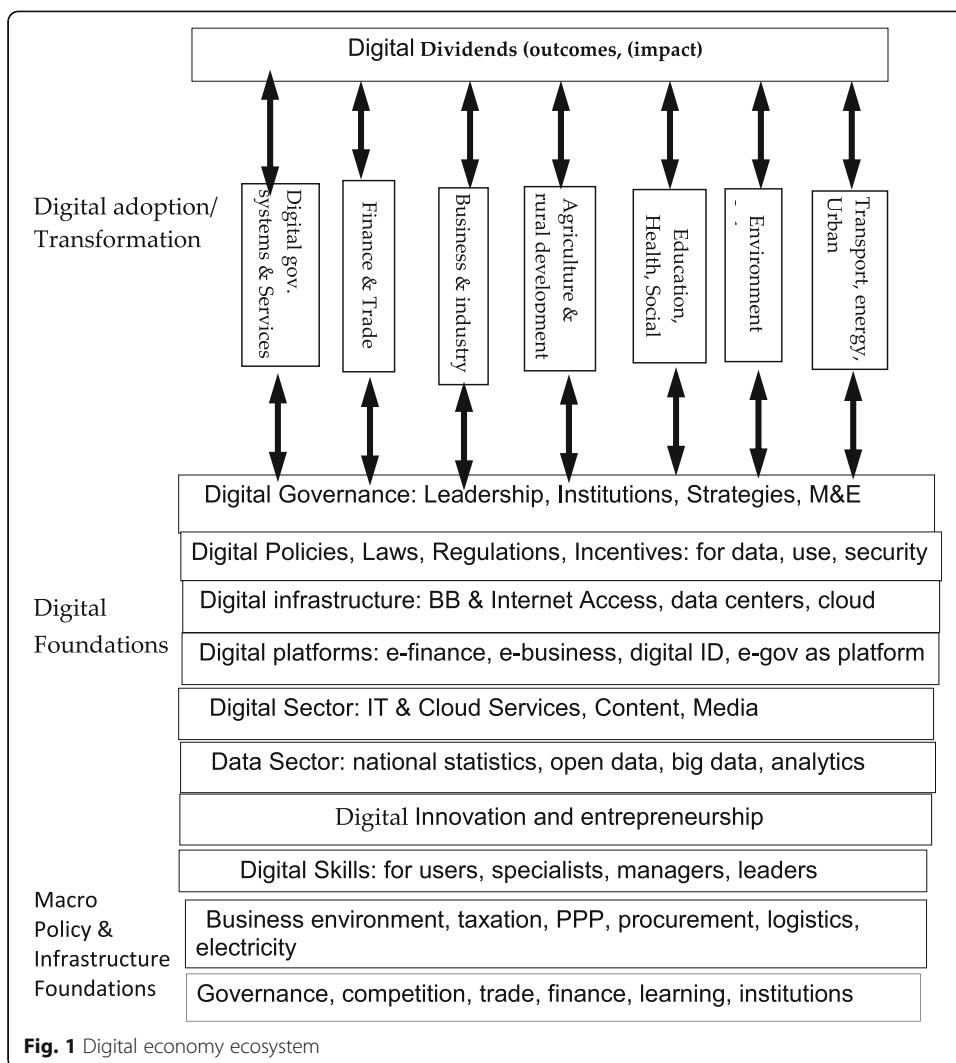 Digital Dividends (outcomes, (impact)
Digital adoption/
Transformation
Digital gov.
systems & Services
Finance & Trade
Business & industry
Agriculture &
rural development
Education,
Health, Social
Environment
Transport, energy,
Urban
Digital Governance: Leadership, Institutions, Strategies, M&E
Digital Policies, Laws, Regulations, Incentives: for data, use, security
Digital
Foundations
Digital infrastructure: BB & Internet Access, data centers, cloud
Digital platforms: e-finance, e-business, digital ID, e-gov as platform
Digital Sector: IT & Cloud Services, Content, Media
Data Sector: national statistics, open data, big data, analytics
Digital Innovation and entrepreneurship
Digital Skills: for users, specialists, managers, leaders
Macro
Policy &
Infrastructure
Foundations
Business environment, taxation, PPP, procurement, logistics,
electricity
Governance, competition, trade, finance, learning, institutions
Fig. 1 Digital economy ecosystem